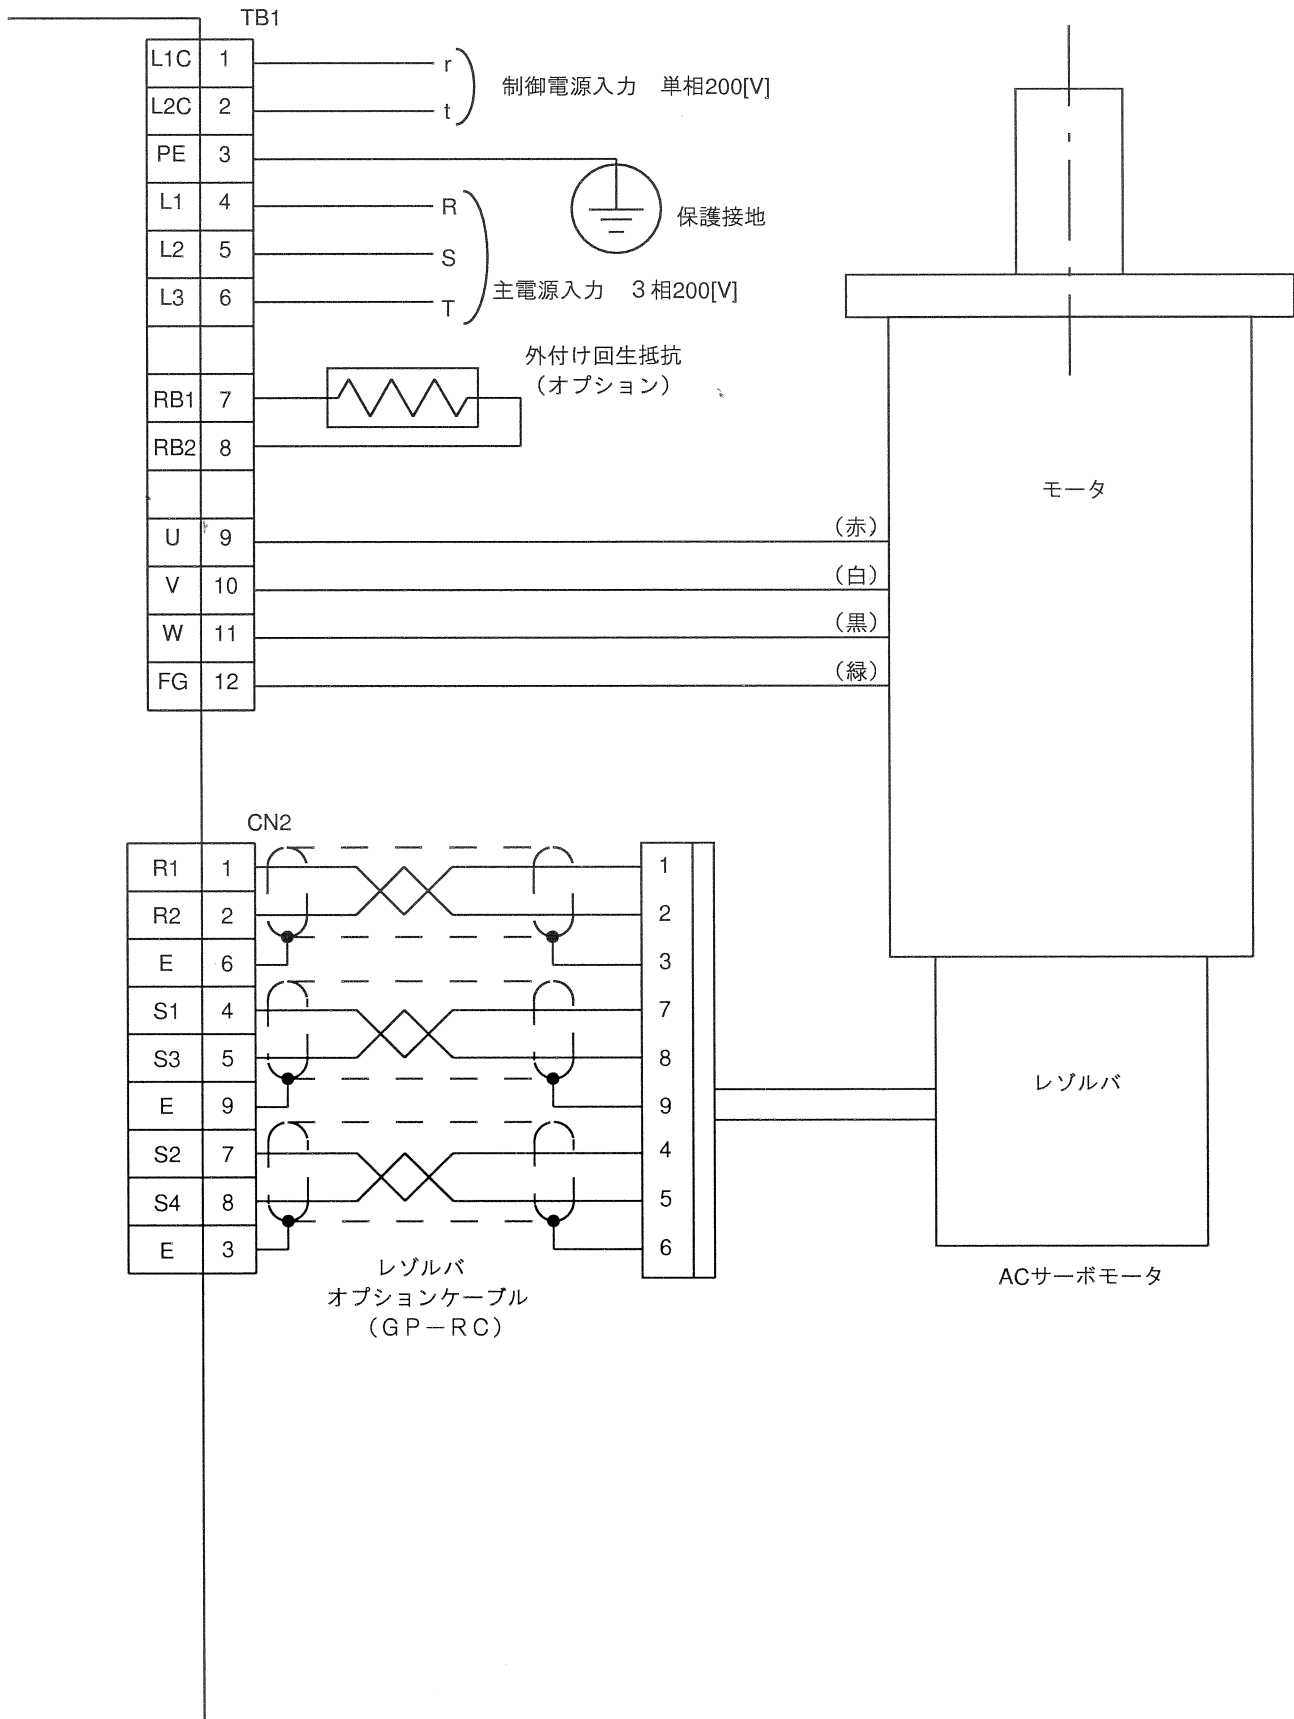 TB1
L1C 1 r
制御電源入力 単相200[V]
L2C 2 t
PE 3
保護接地
L1 4 R
L2 5 S
主電源入力 3相200[V]
L3 6 T
外付け回生抵抗
(オプション)
RB1 7
RB2 8
モータ
U 9 (赤)
V 10 (白)
W 11 (黒)
FG 12 (緑)
CN2
R1 1 1
R2 2 2
E 6 3
S1 4 7
S3 5 8
レゾルバ
E 9 9
S2 7 4
S4 8 5
E 3 6
レゾルバ
オプションケーブル
(GP－RC)
ACサーボモータ